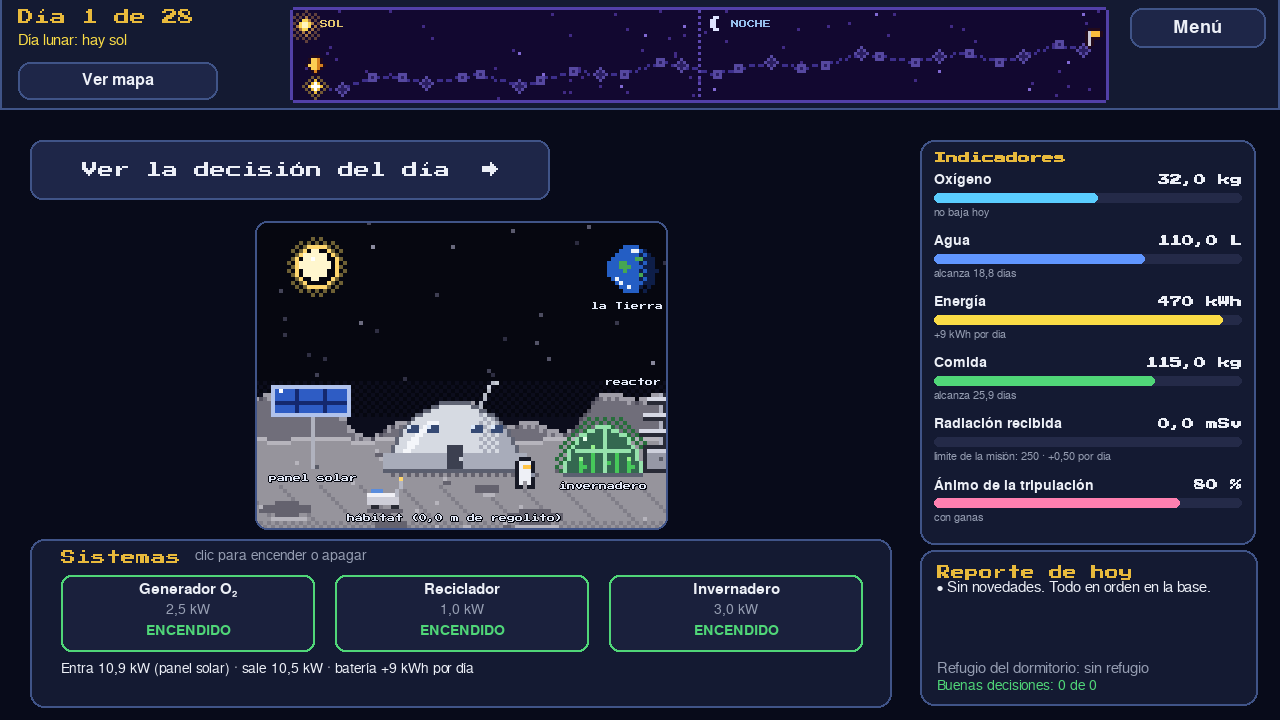 Día 1 de 28
Día lunar: hay sol
Ver mapa
SOL
NOCHE
Menú
Ver la decisión del día
la Tierra
reactor
panel solar
invernadero
hábitat (0,0 m de regolito)
Indicadores
Oxígeno 32,0 kg
no baja hoy
Agua 110,0 L
alcanza 18,8 días
Energía 470 kWh
+9 kWh por día
Comida 115,0 kg
alcanza 25,9 días
Radiación recibida 0,0 mSv
límite de la misión: 250 · +0,50 por día
Ánimo de la tripulación 80 %
con ganas
Sistemas clic para encender o apagar
Generador O₂
2,5 kW
ENCENDIDO
Reciclador
1,0 kW
ENCENDIDO
Invernadero
3,0 kW
ENCENDIDO
Entra 10,9 kW (panel solar) · sale 10,5 kW · batería +9 kWh por día
Reporte de hoy
• Sin novedades. Todo en orden en la base.
Refugio del dormitorio: sin refugio
Buenas decisiones: 0 de 0